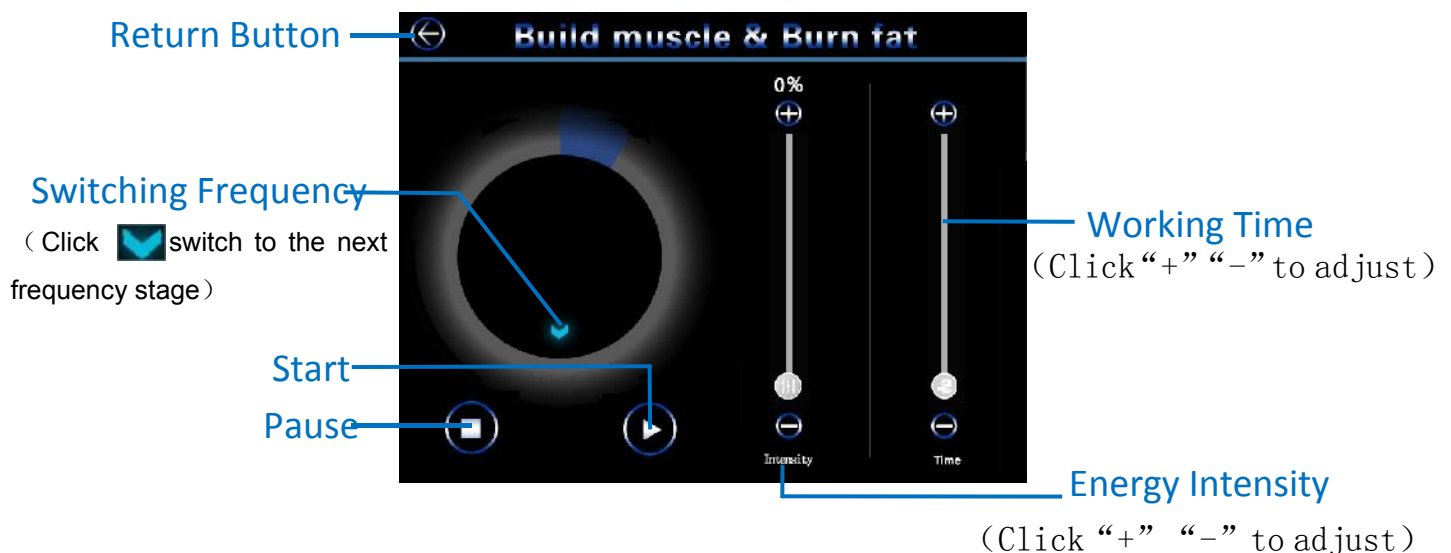 Return Button
Build muscle & Burn fat
0%
Switching Frequency
（Click switch to the next
frequency stage）
Working Time
(Click“+”“-”to adjust)
Start
Pause
Intensity
Time
Energy Intensity
(Click “+” “-” to adjust)